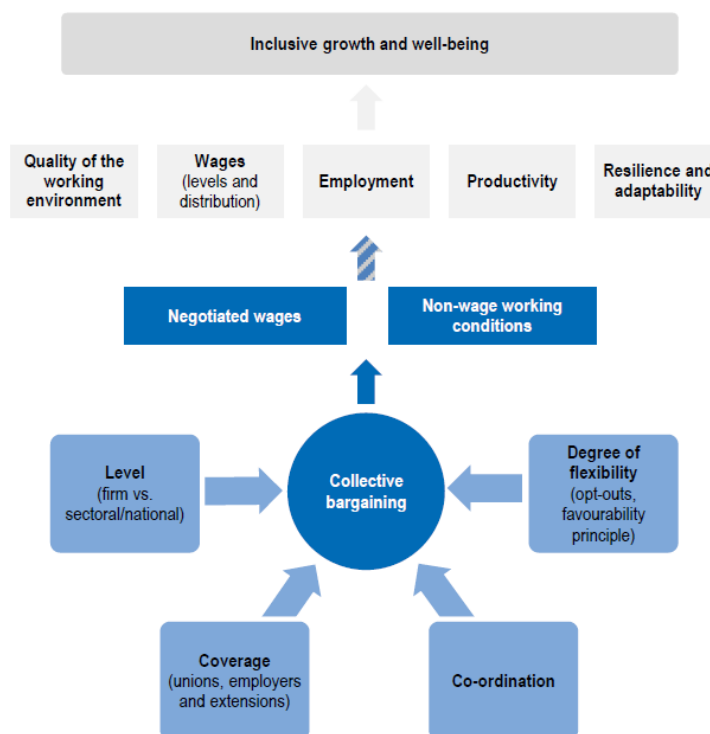 Inclusive growth and well-being
Quality of the
working
environment
Wages
(levels and
distribution)
Employment
Productivity
Resilience and
adaptability
Negotiated wages
Non-wage working
conditions
Level
(firm vs.
sectoral/national)
Collective
bargaining
Degree of
flexibility
(opt-outs,
favourability
principle)
Coverage
(unions, employers
and extensions)
Co-ordination